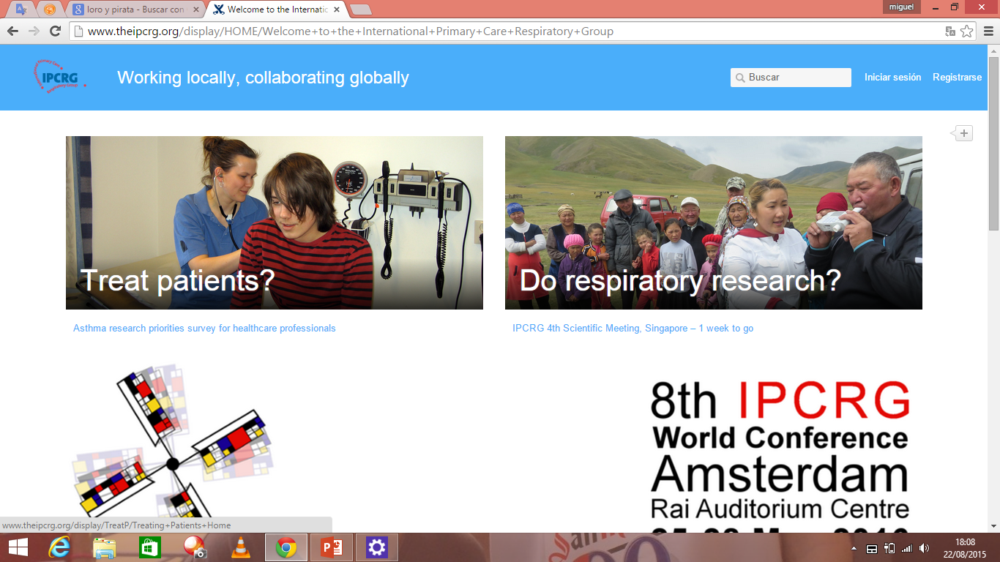 loro y pirata - Buscar con
Welcome to the Internatio
miguel
www.theipcrg.org/display/HOME/Welcome+to+the+International+Primary+Care+Respiratory+Group
IPCRG
Working locally, collaborating globally
Buscar
Iniciar sesión
Registrarse
Treat patients?
Do respiratory research?
Asthma research priorities survey for healthcare professionals
IPCRG 4th Scientific Meeting, Singapore – 1 week to go
8th IPCRG
World Conference
Amsterdam
Rai Auditorium Centre
www.theipcrg.org/display/TreatP/Treating+Patients+Home
18:08
22/08/2015